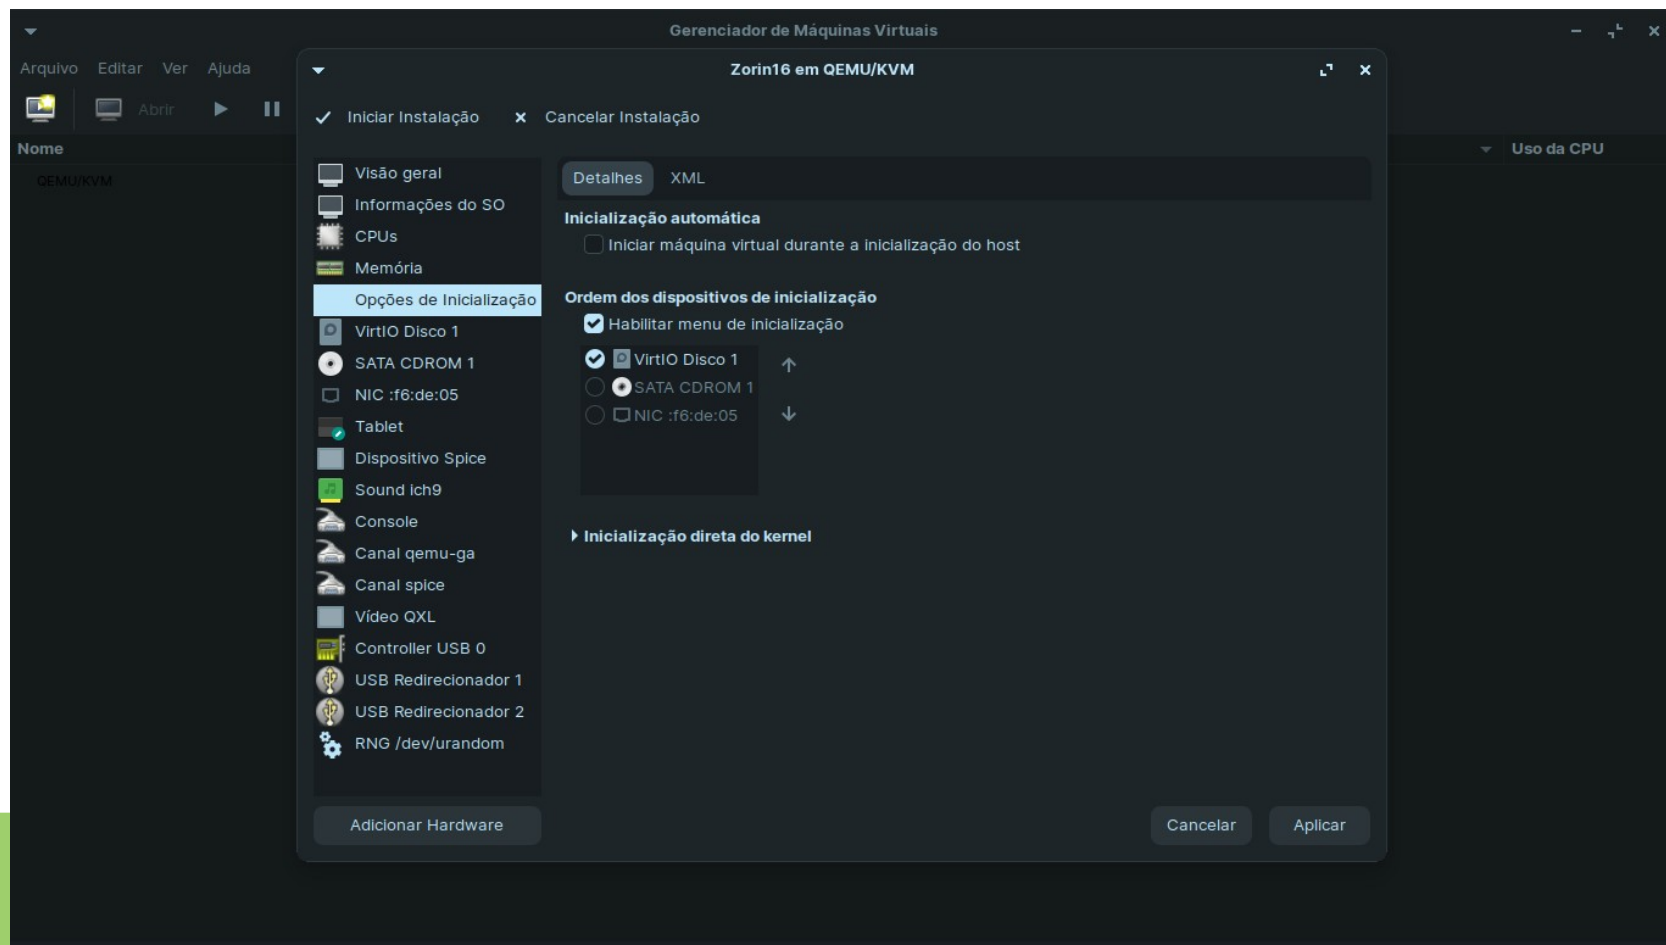 Gerenciador de Máquinas Virtuais
Arquivo Editar Ver Ajuda
Abrir
Nome
Uso da CPU
QEMU/KVM
Zorin16 em QEMU/KVM
Iniciar Instalação Cancelar Instalação
Visão geral
Informações do SO
CPUs
Memória
Opções de Inicialização
VirtIO Disco 1
SATA CDROM 1
NIC :f6:de:05
Tablet
Dispositivo Spice
Sound ich9
Console
Canal qemu-ga
Canal spice
Vídeo QXL
Controller USB 0
USB Redirecionador 1
USB Redirecionador 2
RNG /dev/urandom
Adicionar Hardware
Detalhes XML
Inicialização automática
Iniciar máquina virtual durante a inicialização do host
Ordem dos dispositivos de inicialização
Habilitar menu de inicialização
VirtIO Disco 1
SATA CDROM 1
NIC :f6:de:05
Inicialização direta do kernel
Cancelar Aplicar